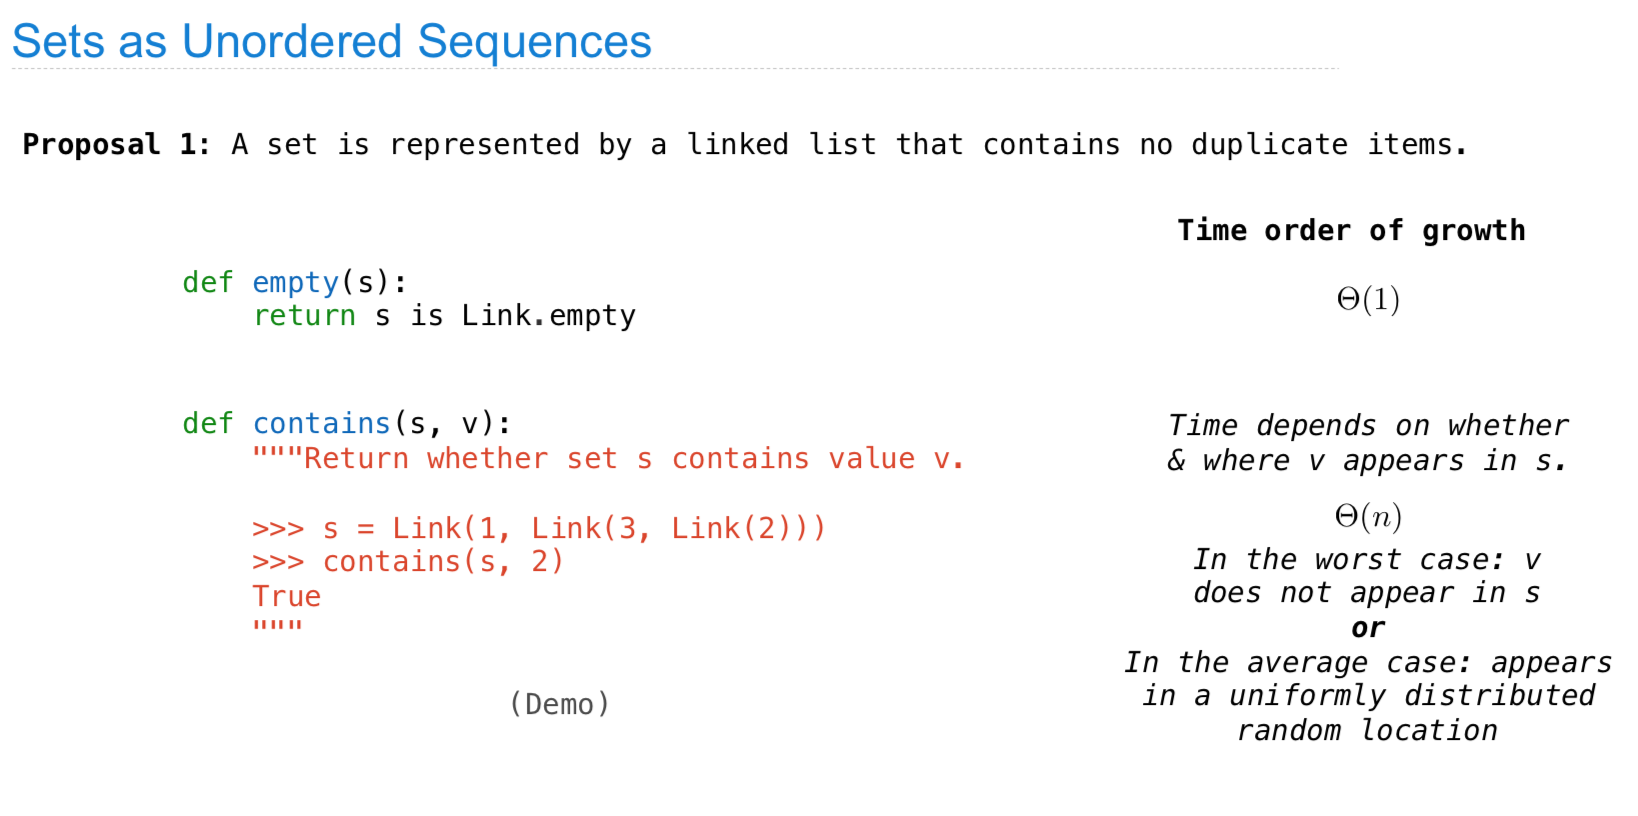 Sets as Unordered Sequences
Proposal 1: A set is represented by a linked list that contains no duplicate items.
Time order of growth
def empty(s):
    return s is Link.empty
Θ(1)
def contains(s, v):
    """Return whether set s contains value v.
    >>> s = Link(1, Link(3, Link(2)))
    >>> contains(s, 2)
    True
    """
(Demo)
Time depends on whether
& where v appears in s.
Θ(n)
In the worst case: v
does not appear in s
or
In the average case: appears
in a uniformly distributed
random location